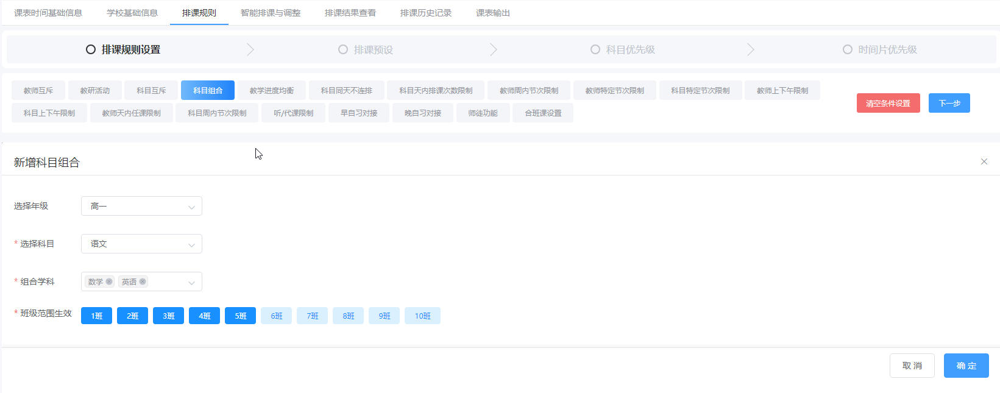 课表时间基础信息 学校基础信息 排课规则 智能排课与调整 排课结果查看 排课历史记录 课表输出
排课规则设置 排课预设 科目优先级 时间片优先级
教师互斥 教研活动 科目互斥 科目组合 教学进度均衡 科目同天不连排 科目天内排课次数限制 教师周内节次限制 教师特定节次限制 科目特定节次限制 教师上下午限制
科目上下午限制 教师天内任课限制 科目周内节次限制 听/代课限制 早自习对接 晚自习对接 师徒功能 合班课设置
清空条件设置 下一步
新增科目组合
选择年级 高一
* 选择科目 语文
* 组合学科 数学 英语
* 班级范围生效 1班 2班 3班 4班 5班 6班 7班 8班 9班 10班
取 消 确 定